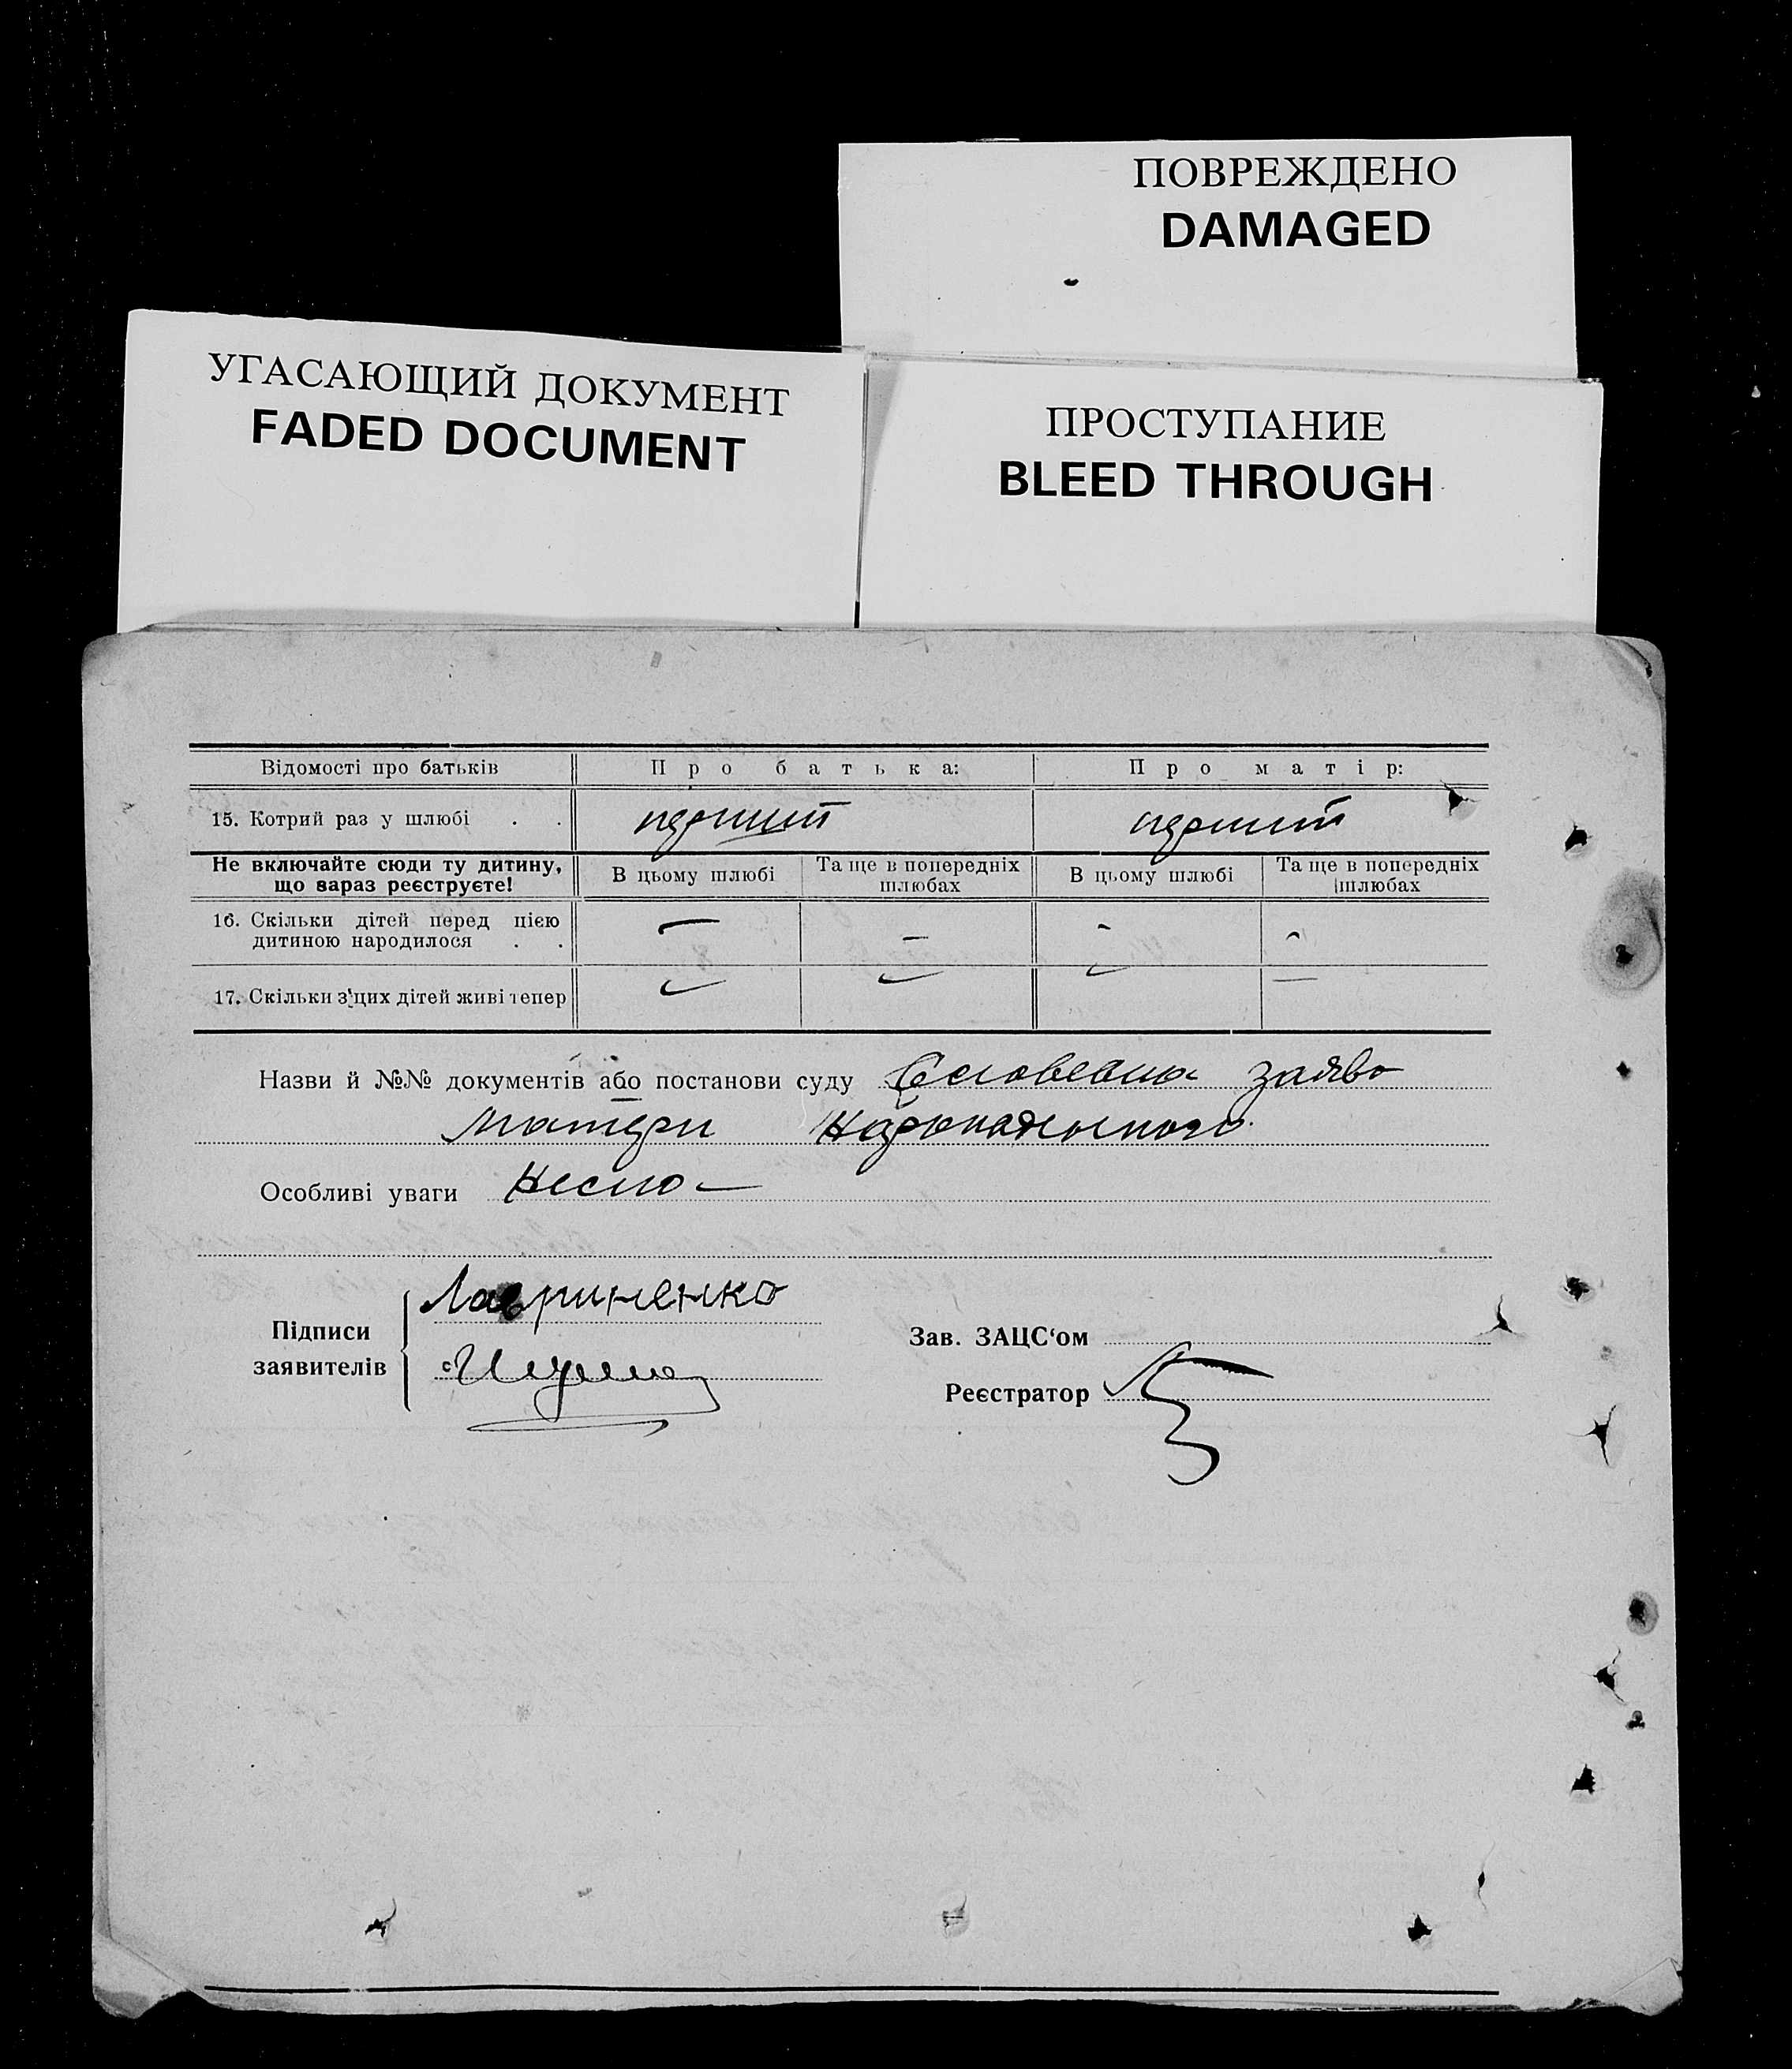 ПОВРЕЖДЕНО
DAMAGED
УГАСАЮЩИЙ ДОКУМЕНТ
FADED DOCUMENT
ПРОСТУПАНИЕ
BLEED THROUGH
Відомості про батьків Про батька: Про матір:
15. Котрий раз у шлюбі . . перший перший
Не включайте сюди ту дитину, що вараз реєструєте! В цьому шлюбі Та ще в попередніх шлюбах В цьому шлюбі Та ще в попередніх шлюбах
16. Скільки дітей перед цією дитиною народилося . . — — - -
17. Скільки з цих дітей живі тепер — — - —
Назви й №№ документів або постанови суду заява
матери
Особливі уваги
Лавриненко
Підписи заявителів
Зав. ЗАЦС‘ом
Реєстратор